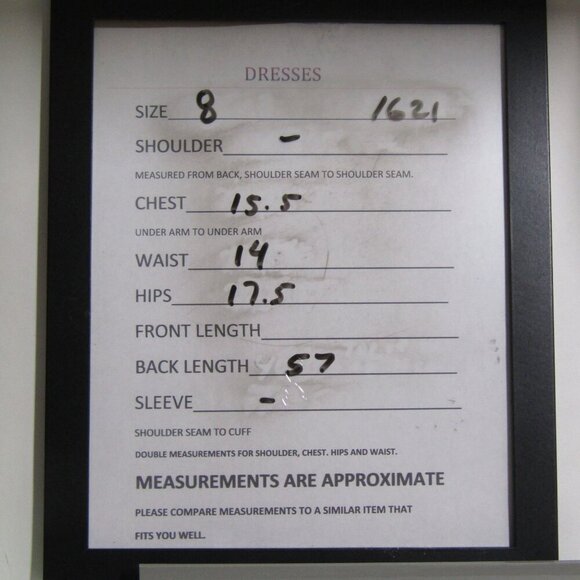 DRESSES
SIZE 8 1621
SHOULDER -
MEASURED FROM BACK, SHOULDER SEAM TO SHOULDER SEAM.
CHEST 15.5
UNDER ARM TO UNDER ARM
WAIST 14
HIPS 17.5
FRONT LENGTH
BACK LENGTH 57
SLEEVE -
SHOULDER SEAM TO CUFF
DOUBLE MEASUREMENTS FOR SHOULDER, CHEST. HIPS AND WAIST.
MEASUREMENTS ARE APPROXIMATE
PLEASE COMPARE MEASUREMENTS TO A SIMILAR ITEM THAT
FITS YOU WELL.